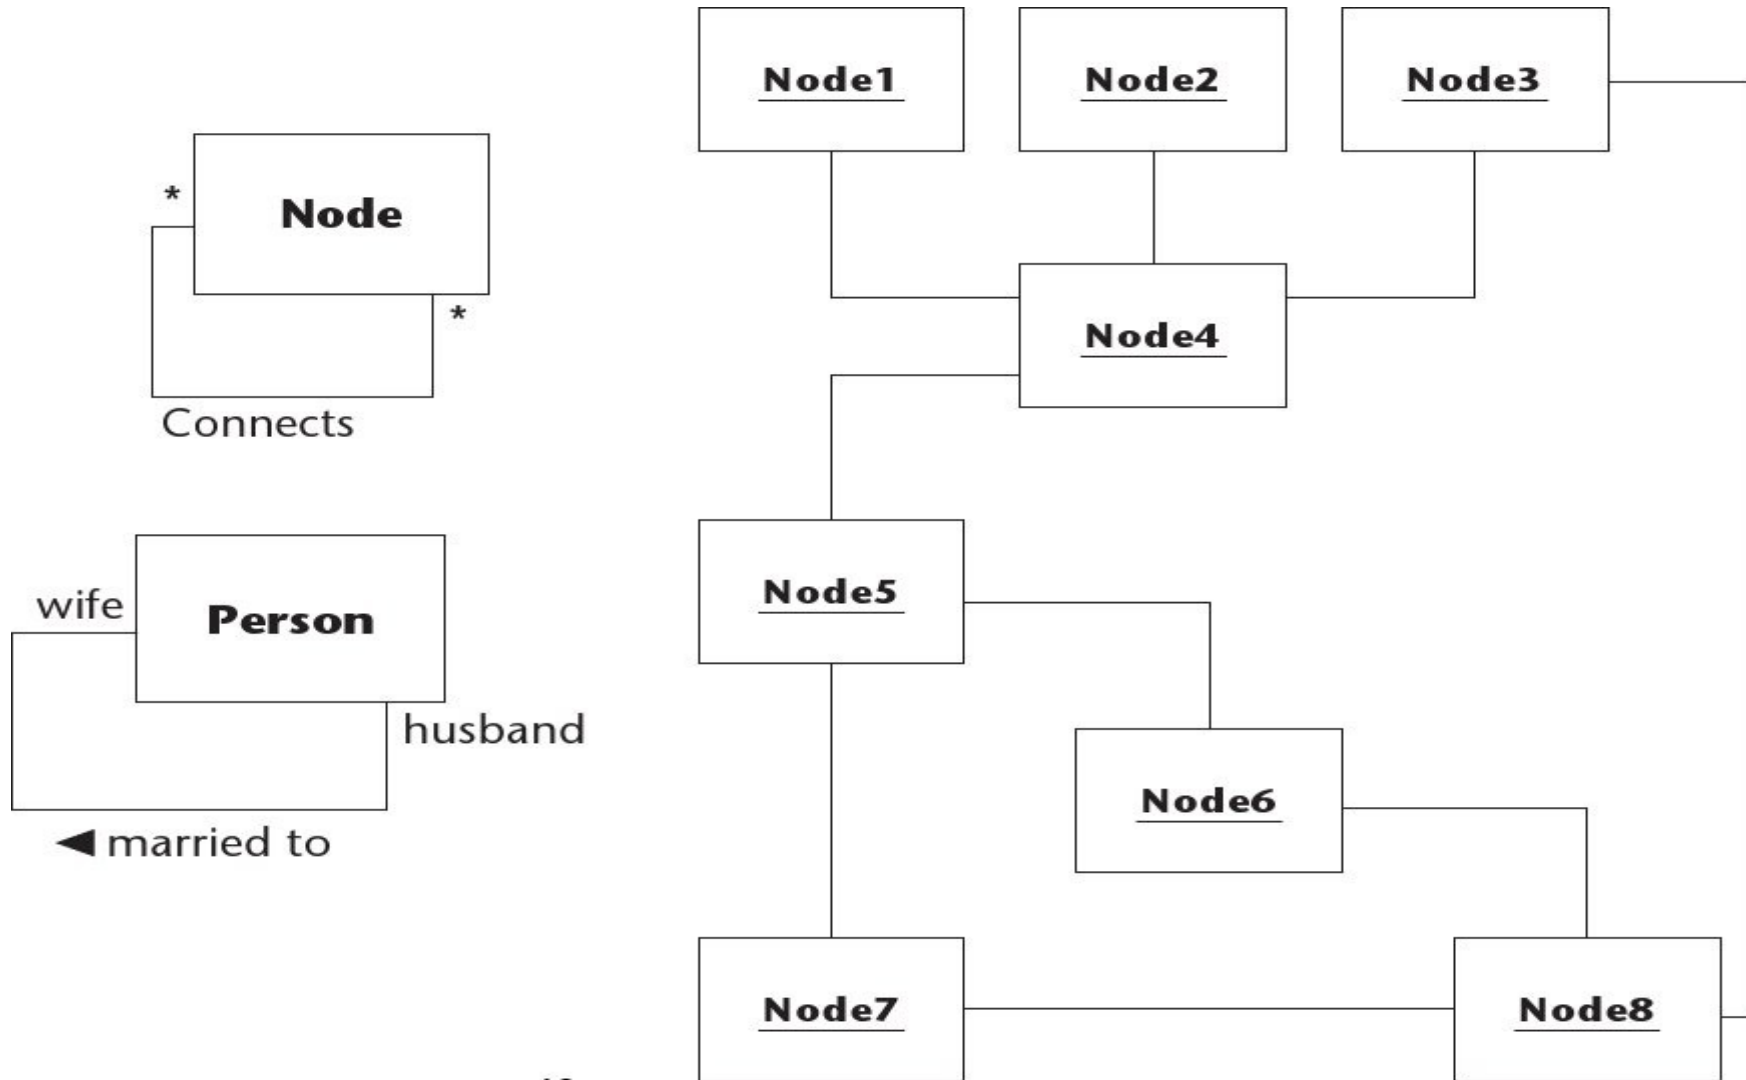 Node1
Node2
Node3
*
Node
*
Connects
Node4
wife
Person
husband
married to
Node5
Node6
Node7
Node8